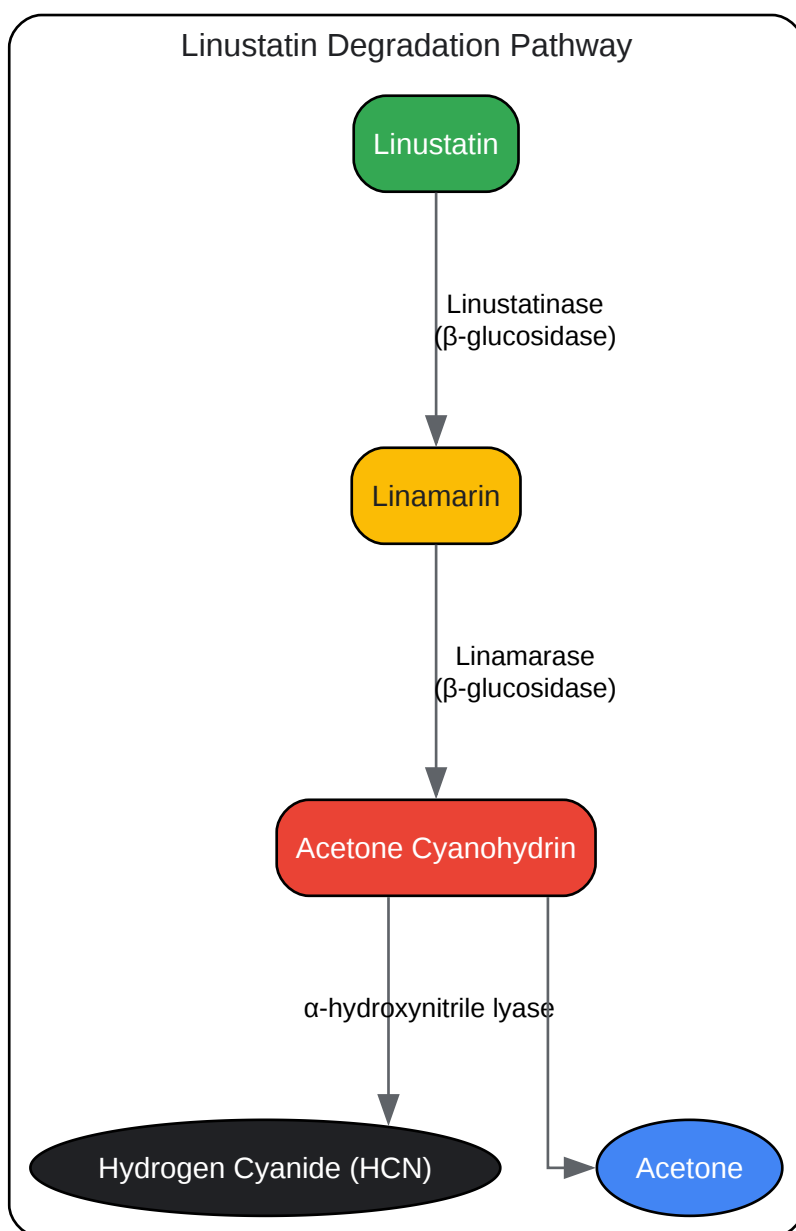 Linustatin Degradation Pathway
Linustatin
Linustatinase
(β-glucosidase)
Linamarin
Linamarase
(β-glucosidase)
Acetone Cyanohydrin
α-hydroxynitrile lyase
Hydrogen Cyanide (HCN)
Acetone